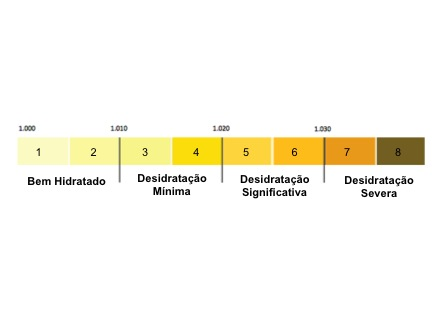 1.000 1.010 1.020 1.030
1 2 3 4 5 6 7 8
Bem Hidratado
Desidratação
Mínima
Desidratação
Significativa
Desidratação
Severa